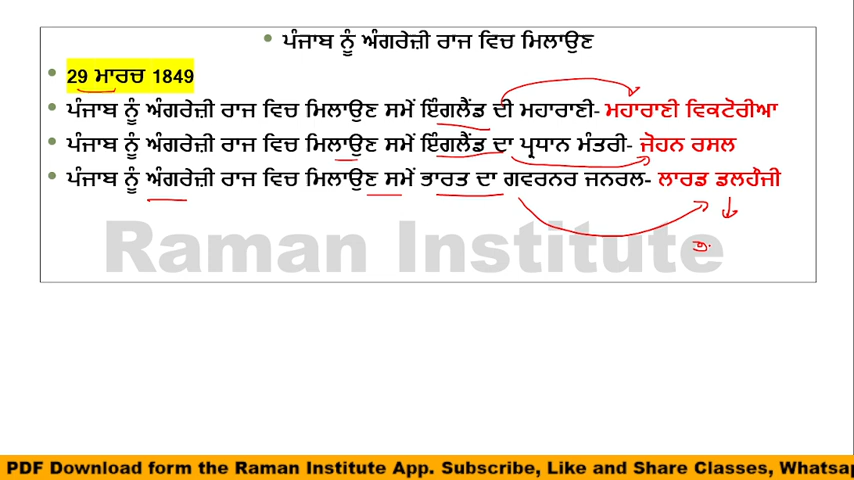 ਪੰਜਾਬ ਨੂੰ ਅੰਗਰੇਜ਼ੀ ਰਾਜ ਵਿਚ ਮਿਲਾਉਣ
29 ਮਾਰਚ 1849
ਪੰਜਾਬ ਨੂੰ ਅੰਗਰੇਜ਼ੀ ਰਾਜ ਵਿਚ ਮਿਲਾਉਣ ਸਮੇਂ ਇੰਗਲੈਂਡ ਦੀ ਮਹਾਰਾਣੀ- ਮਹਾਰਾਣੀ ਵਿਕਟੋਰੀਆ
ਪੰਜਾਬ ਨੂੰ ਅੰਗਰੇਜ਼ੀ ਰਾਜ ਵਿਚ ਮਿਲਾਉਣ ਸਮੇਂ ਇੰਗਲੈਂਡ ਦਾ ਪ੍ਰਧਾਨ ਮੰਤਰੀ- ਜੋਹਨ ਰਸਲ
ਪੰਜਾਬ ਨੂੰ ਅੰਗਰੇਜ਼ੀ ਰਾਜ ਵਿਚ ਮਿਲਾਉਣ ਸਮੇਂ ਭਾਰਤ ਦਾ ਗਵਰਨਰ ਜਨਰਲ- ਲਾਰਡ ਡਲਹੌਜੀ
Raman Institute
PDF Download form the Raman Institute App. Subscribe, Like and Share Classes, Whatsap